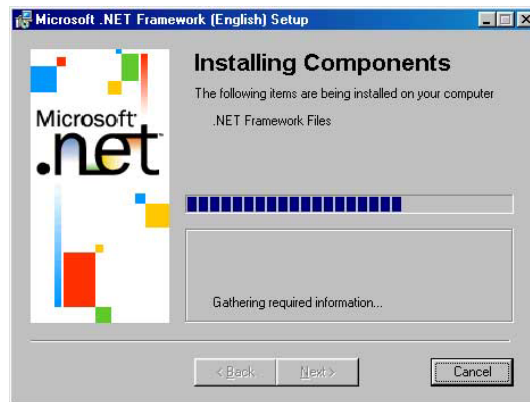 Microsoft .NET Framework (English) Setup
Installing Components
The following items are being installed on your computer
.NET Framework Files
Microsoft
.net
Gathering required information...
< Back
Next >
Cancel